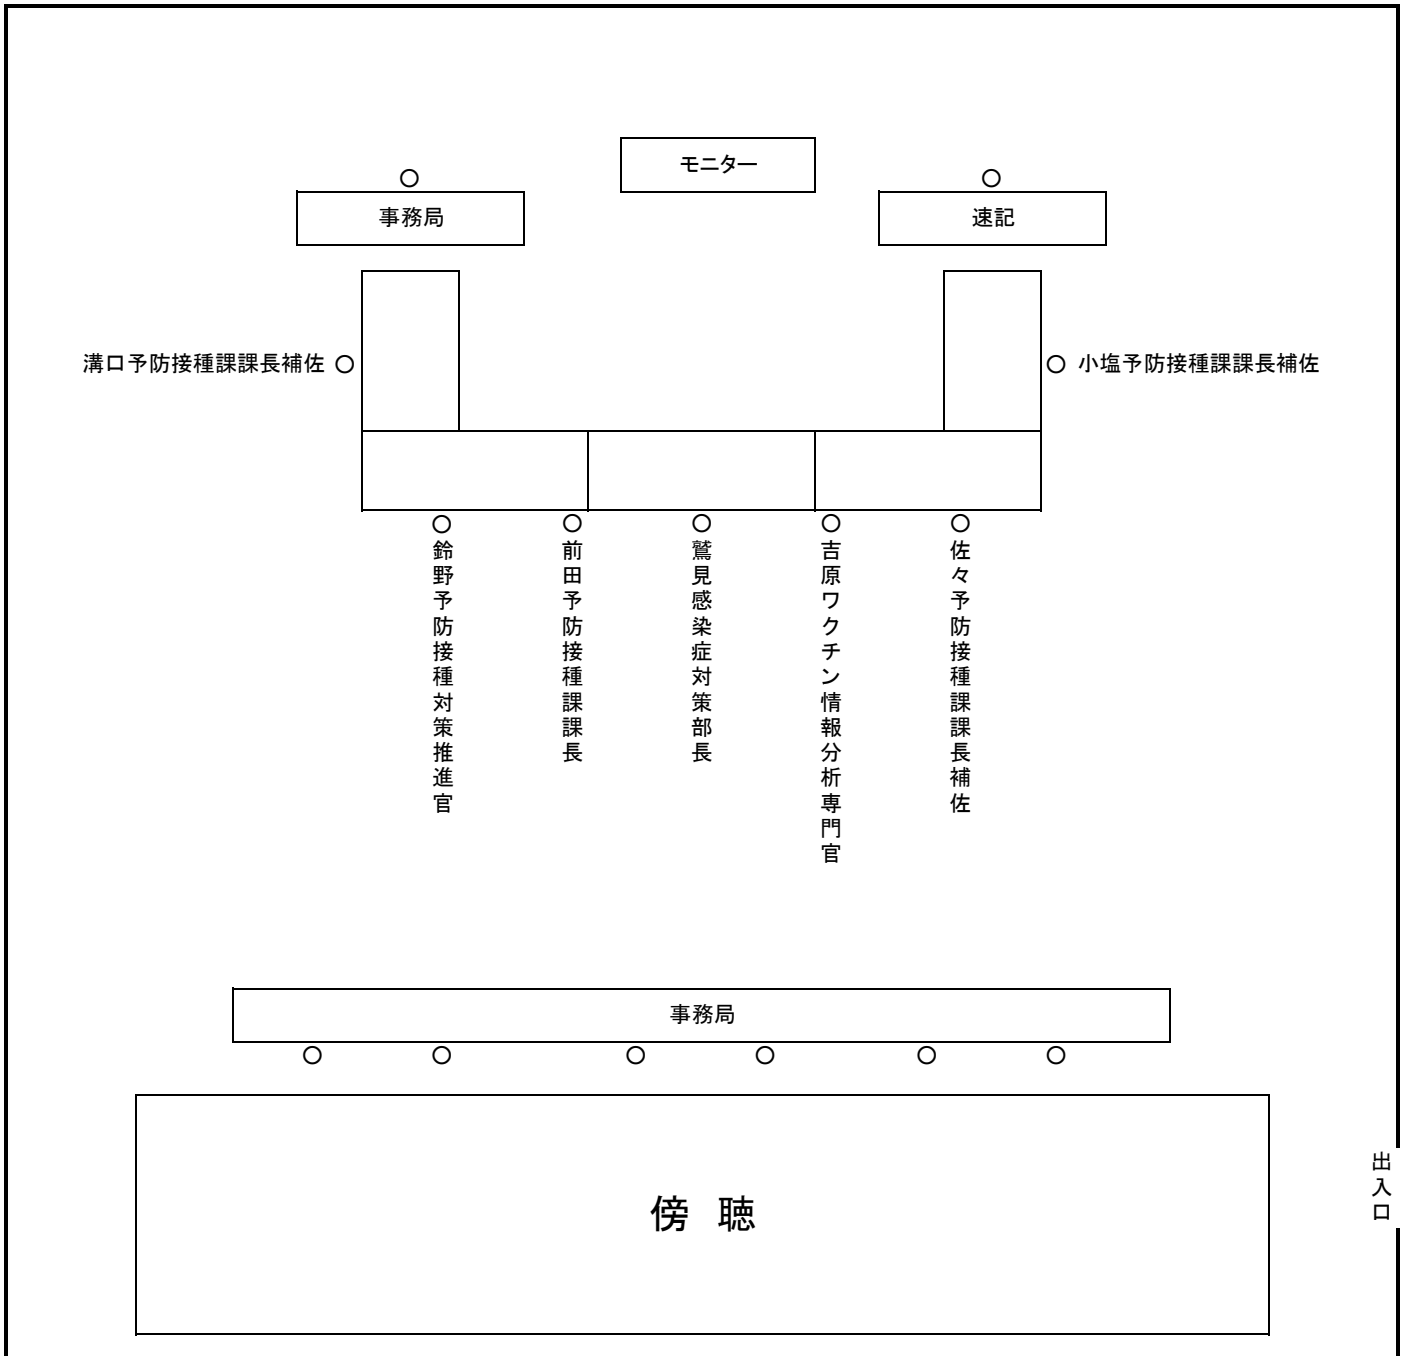 モニター
事務局
速記
溝口予防接種課課長補佐 ○
○ 小塩予防接種課課長補佐
○鈴野予防接種対策推進官
○前田予防接種課課長
○鷲見感染症対策部長
○吉原ワクチン情報分析専門官
○佐々予防接種課課長補佐
事務局
出入口
傍 聴